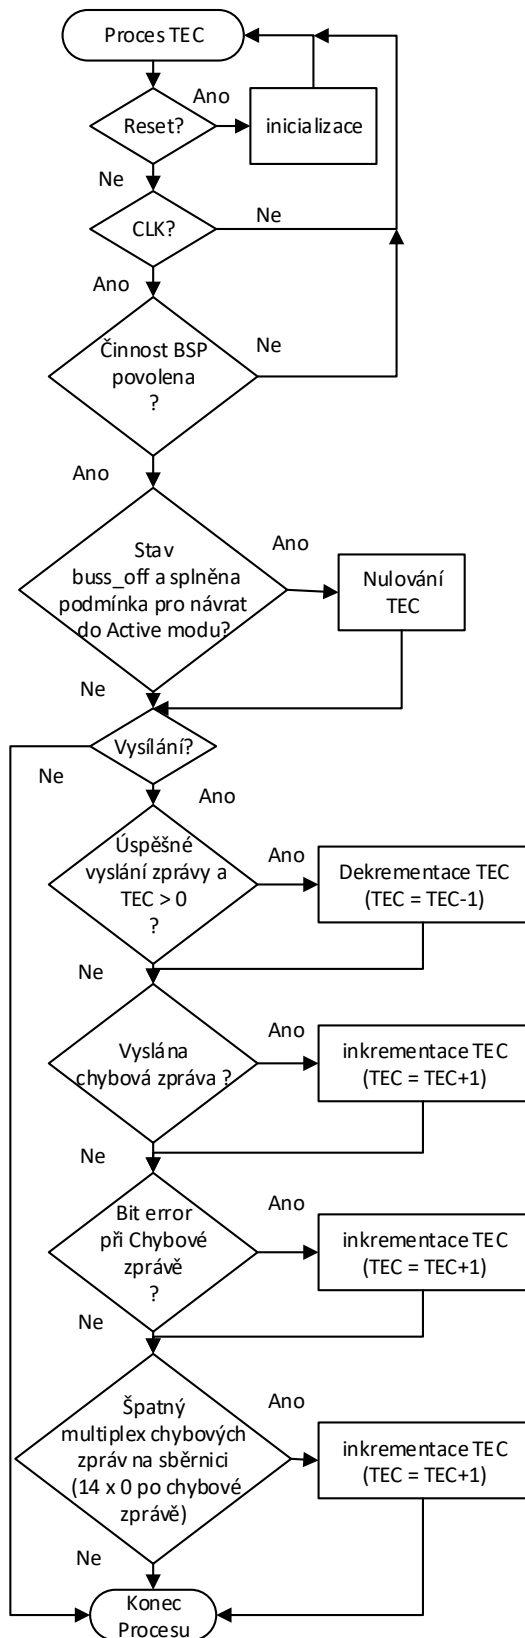 Proces TEC
Ano
Reset?
inicializace
Ne
CLK?
Ne
Ano
Činnost BSP
povolena
?
Ne
Ano
Stav
buss_off a splněna
podmínka pro návrat
do Active modu?
Ano
Nulování
TEC
Ne
Vysílání?
Ne
Ano
Úspěšné
vyslání zprávy a
TEC > 0
?
Ano
Dekrementace TEC
(TEC = TEC-1)
Ne
Vyslána
chybová zpráva ?
Ano
inkrementace TEC
(TEC = TEC+1)
Ne
Bit error
při Chybové
zprávě
?
Ano
inkrementace TEC
(TEC = TEC+1)
Ne
Špatný
multiplex chybových
zpráv na sběrnici
(14 x 0 po chybové
zprávě)
Ano
inkrementace TEC
(TEC = TEC+1)
Ne
Konec
Procesu